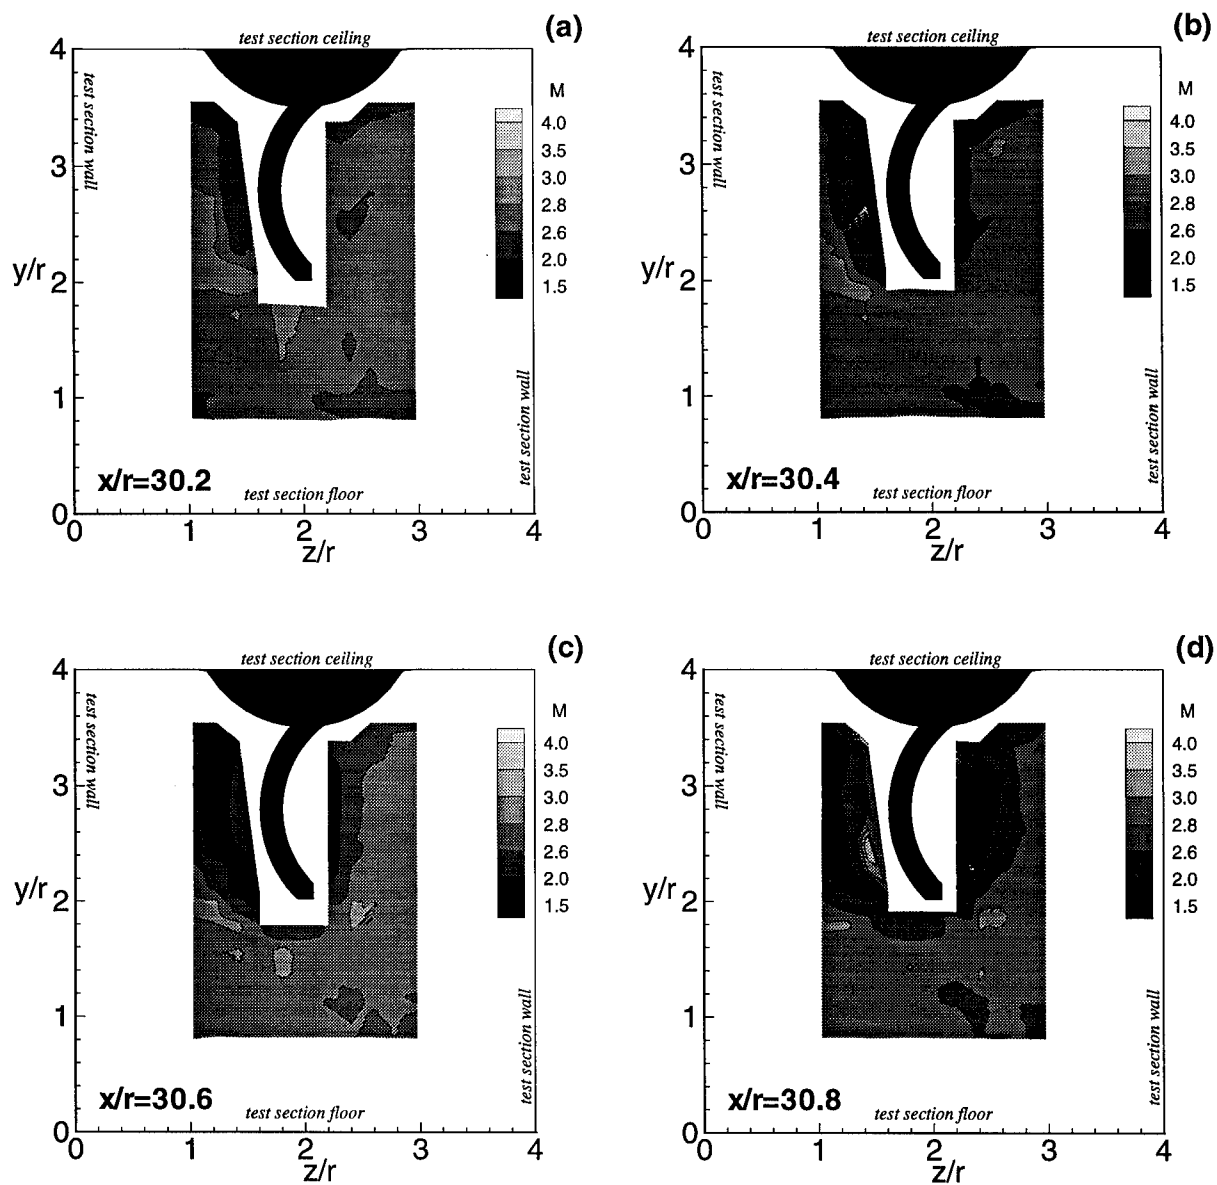 (a)
test section ceiling
4
3
2
1
0
y/r
test section wall
M
4.0
3.5
3.0
2.8
2.6
2.0
1.5
test section wall
x/r=30.2
test section floor
0 1 2 3 4
z/r
(b)
test section ceiling
4
3
2
1
0
y/r
test section wall
M
4.0
3.5
3.0
2.8
2.6
2.0
1.5
test section wall
x/r=30.4
test section floor
0 1 2 3 4
z/r
(c)
test section ceiling
4
3
2
1
0
y/r
test section wall
M
4.0
3.5
3.0
2.8
2.6
2.0
1.5
test section wall
x/r=30.6
test section floor
0 1 2 3 4
z/r
(d)
test section ceiling
4
3
2
1
0
y/r
test section wall
M
4.0
3.5
3.0
2.8
2.6
2.0
1.5
test section wall
x/r=30.8
test section floor
0 1 2 3 4
z/r